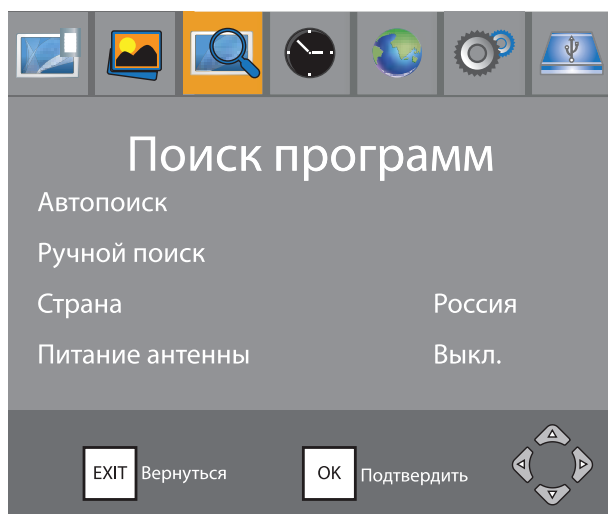 Поиск программ
Автопоиск
Ручной поиск
Страна Россия
Питание антенны Выкл.
EXIT Вернуться OK Подтвердить